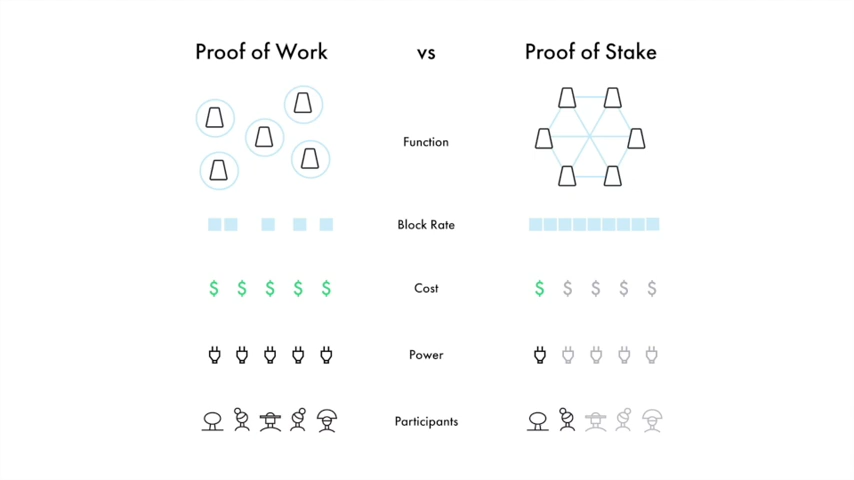 Proof of Work vs Proof of Stake
Function
Block Rate
$ $ $ $ $ Cost $ $ $ $ $
Power
Participants